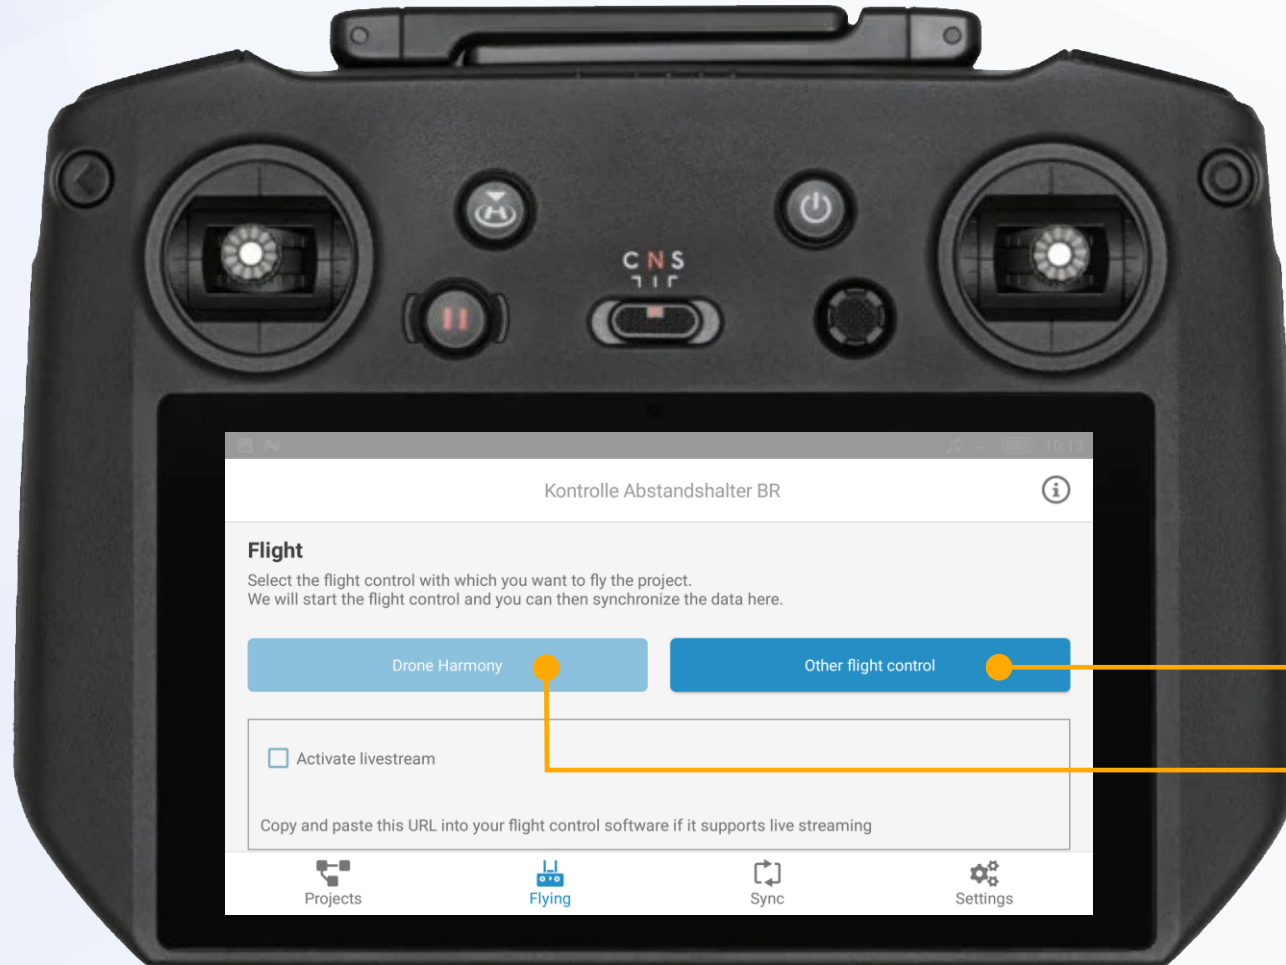 C N S
10:13
Kontrolle Abstandshalter BR
Flight
Select the flight control with which you want to fly the project.
We will start the flight control and you can then synchronize the data here.
Drone Harmony
Other flight control
Activate livestream
Copy and paste this URL into your flight control software if it supports live streaming
Projects
Flying
Sync
Settings